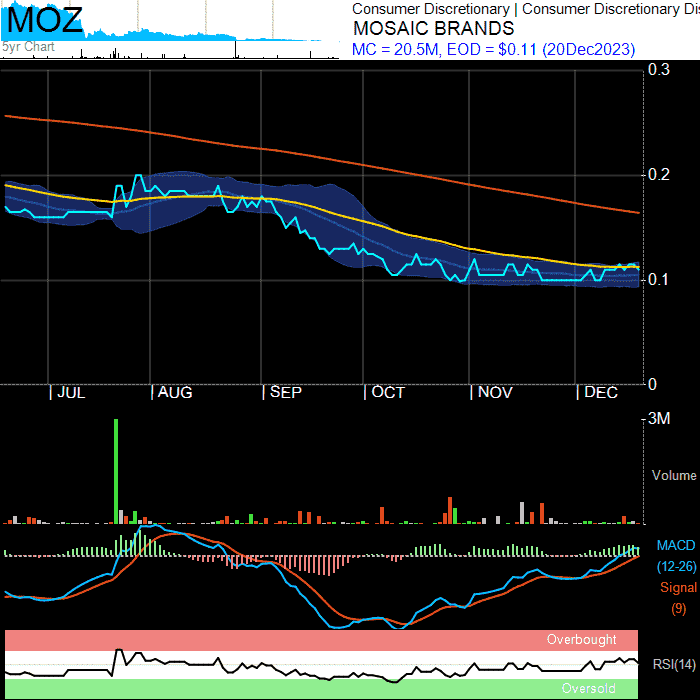 MOZ
5yr Chart
Consumer Discretionary | Consumer Discretionary Dis
MOSAIC BRANDS
MC = 20.5M, EOD = $0.11 (20Dec2023)
0.3
0.2
0.1
0
| JUL | AUG | SEP | OCT | NOV | DEC
3M
Volume
MACD
(12-26)
Signal
(9)
Overbought
RSI(14)
Oversold